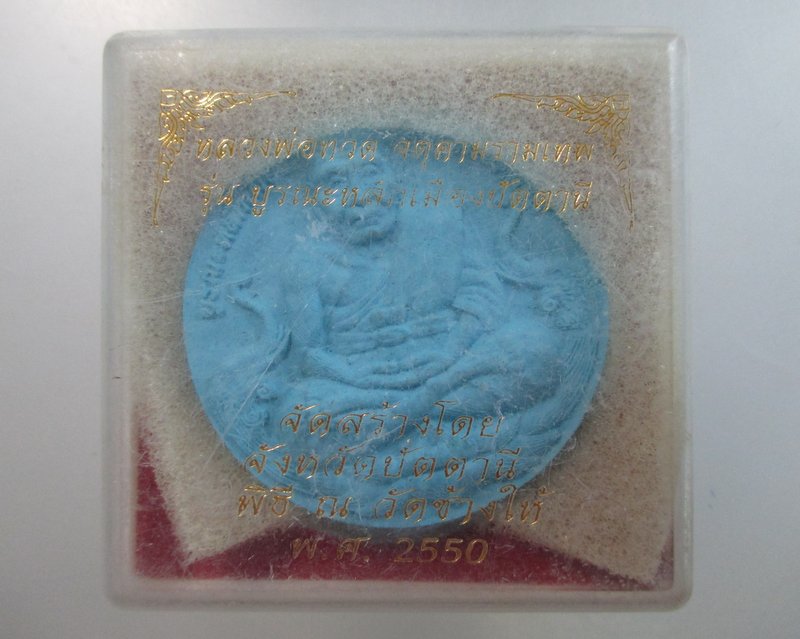 หลวงพ่อทวด จตุคามรามเทพ
รุ่น บูรณะหลักเมืองปัตตานี
จัดสร้างโดย
จังหวัดปัตตานี
พิธี ณ วัดช้างให้
พ.ศ. 2550